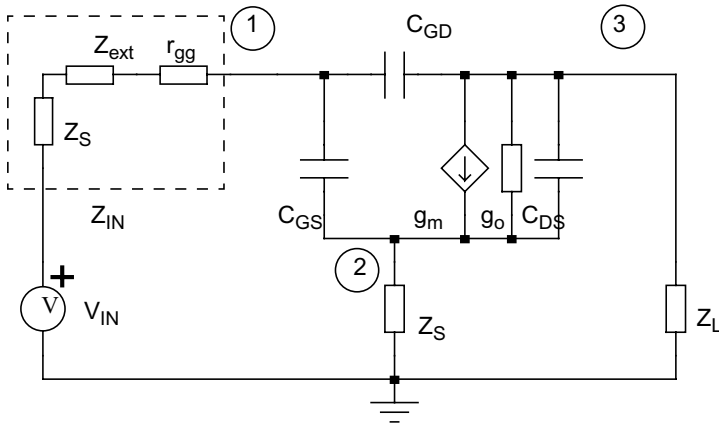 1
3
C_GD
Z_ext r_gg
Z_S
Z_IN
C_GS g_m g_o C_DS
2
+
V V_IN
Z_S
Z_L